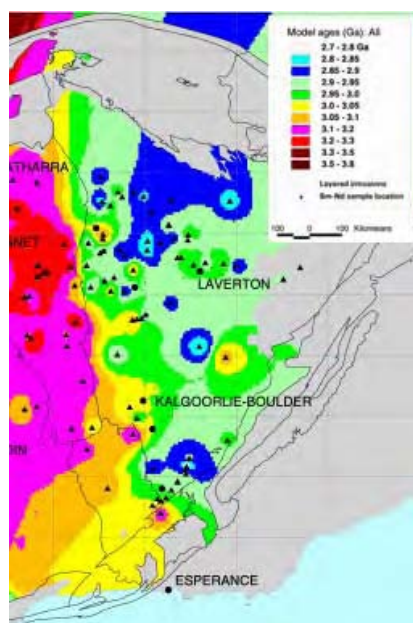 Model ages (Ga): All
2.7 - 2.8 Ga
2.8 - 2.85
2.85 - 2.9
2.9 - 2.95
2.95 - 3.0
3.0 - 3.05
3.05 - 3.1
3.1 - 3.2
3.2 - 3.3
3.3 - 3.5
3.5 - 3.8
Layered intrusions
Sm-Nd sample location
100 0 100 Kilometers
ATHARRA
GNET
LAVERTON
KALGOORLIE-BOULDER
DIN
ESPERANCE